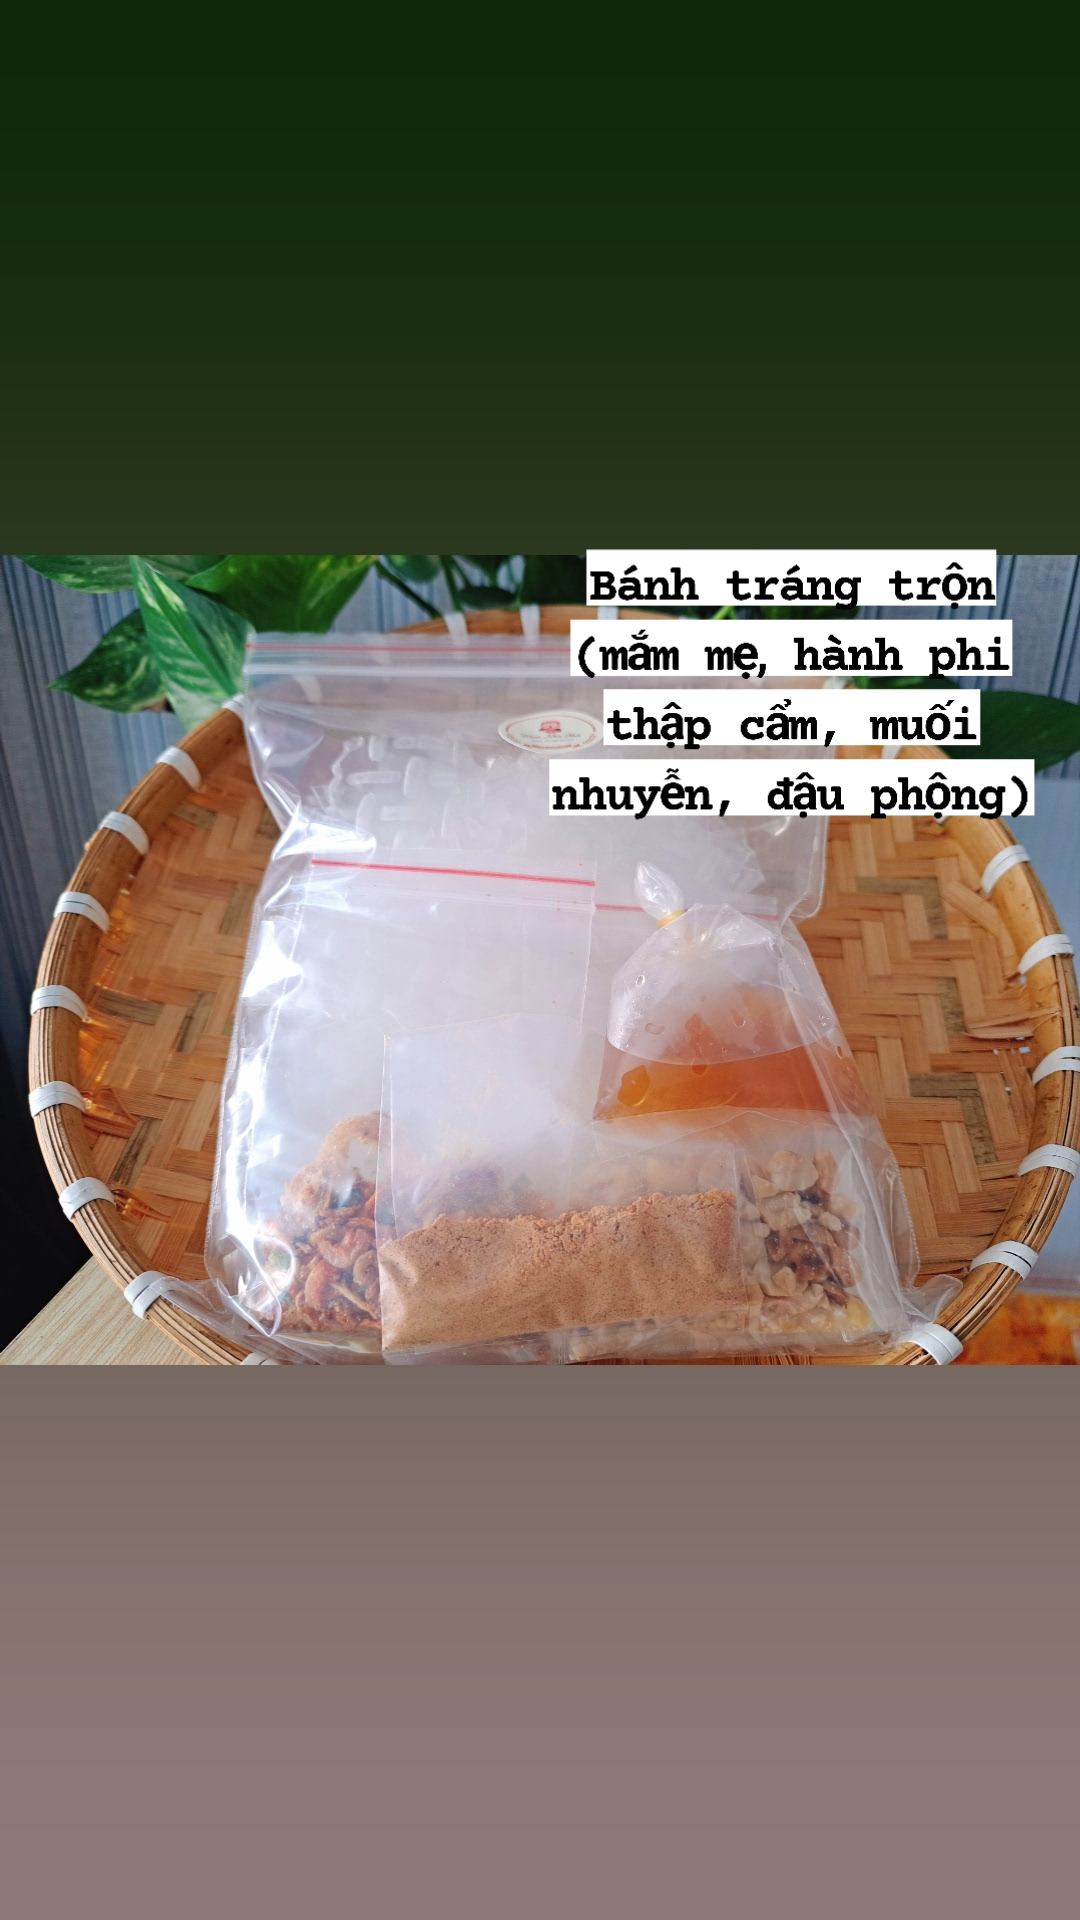 Bánh tráng trộn
(mắm mẹ, hành phi
thập cẩm, muối
nhuyễn, đậu phộng)